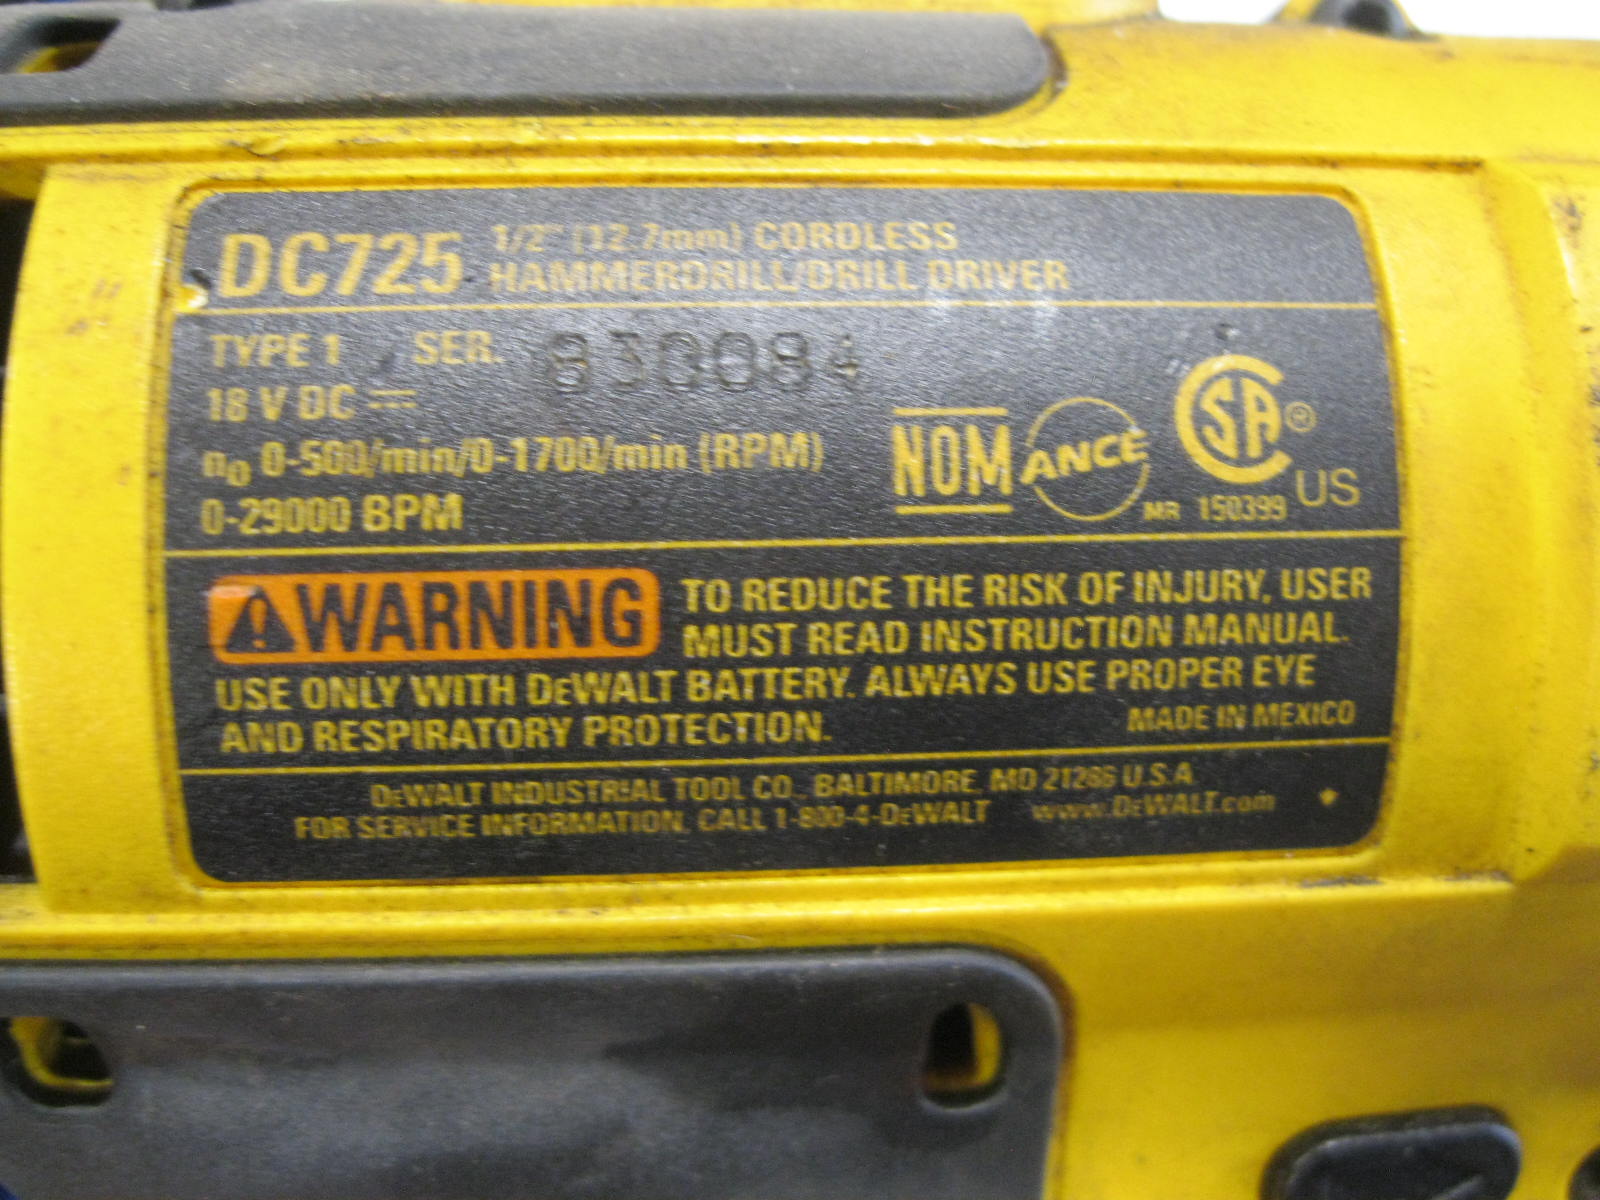 DC725 1/2" (12.7mm) CORDLESS
HAMMERDRILL/DRILL DRIVER
TYPE 1 SER. 830084
18 V DC ⎓
n₀ 0-500/min/0-1700/min (RPM)
0-29000 BPM
NOM ANCE CSA ® US
MR 150399
WARNING TO REDUCE THE RISK OF INJURY, USER
MUST READ INSTRUCTION MANUAL.
USE ONLY WITH DEWALT BATTERY. ALWAYS USE PROPER EYE
AND RESPIRATORY PROTECTION.
MADE IN MEXICO
DEWALT INDUSTRIAL TOOL CO., BALTIMORE, MD 21286 U.S.A
FOR SERVICE INFORMATION, CALL 1-800-4-DEWALT www.DEWALT.com